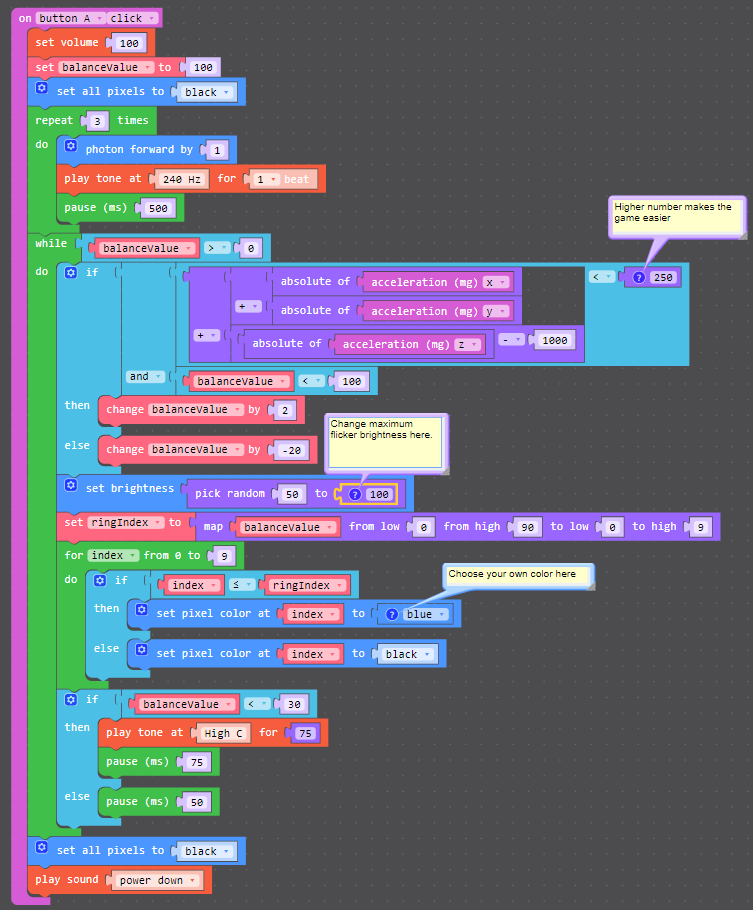 on button A click
set volume 100
set balanceValue to 100
set all pixels to black
repeat 3 times
do photon forward by 1
play tone at 240 Hz for 1 beat
pause (ms) 500
Higher number makes the
game easier
while balanceValue > 0
do if absolute of acceleration (mg) x < 250
+ absolute of acceleration (mg) y
+ absolute of acceleration (mg) z - 1000
and balanceValue < 100
then change balanceValue by 2
else change balanceValue by -20
Change maximum
flicker brightness here.
set brightness pick random 50 to 100
set ringIndex to map balanceValue from low 0 from high 90 to low 0 to high 9
for index from 0 to 9
Choose your own color here
do if index ≤ ringIndex
then set pixel color at index to blue
else set pixel color at index to black
if balanceValue < 30
then play tone at High C for 75
pause (ms) 75
else pause (ms) 50
set all pixels to black
play sound power down